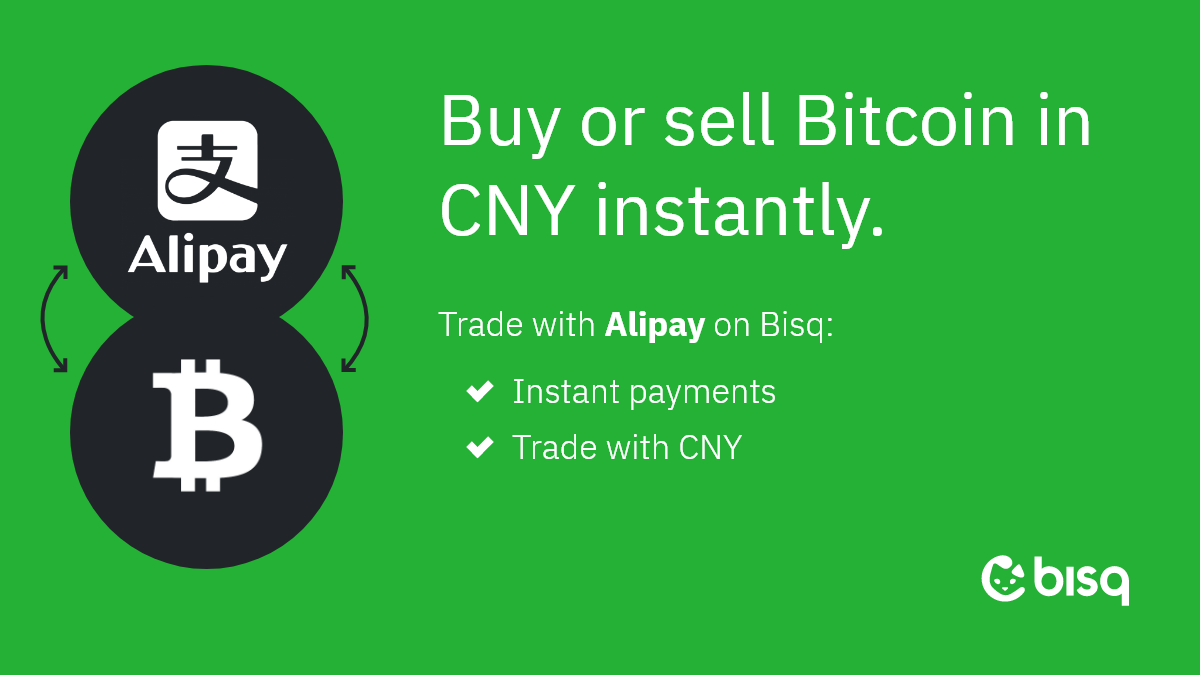 支
Alipay
Buy or sell Bitcoin in
CNY instantly.
Trade with Alipay on Bisq:
Instant payments
Trade with CNY
bisq